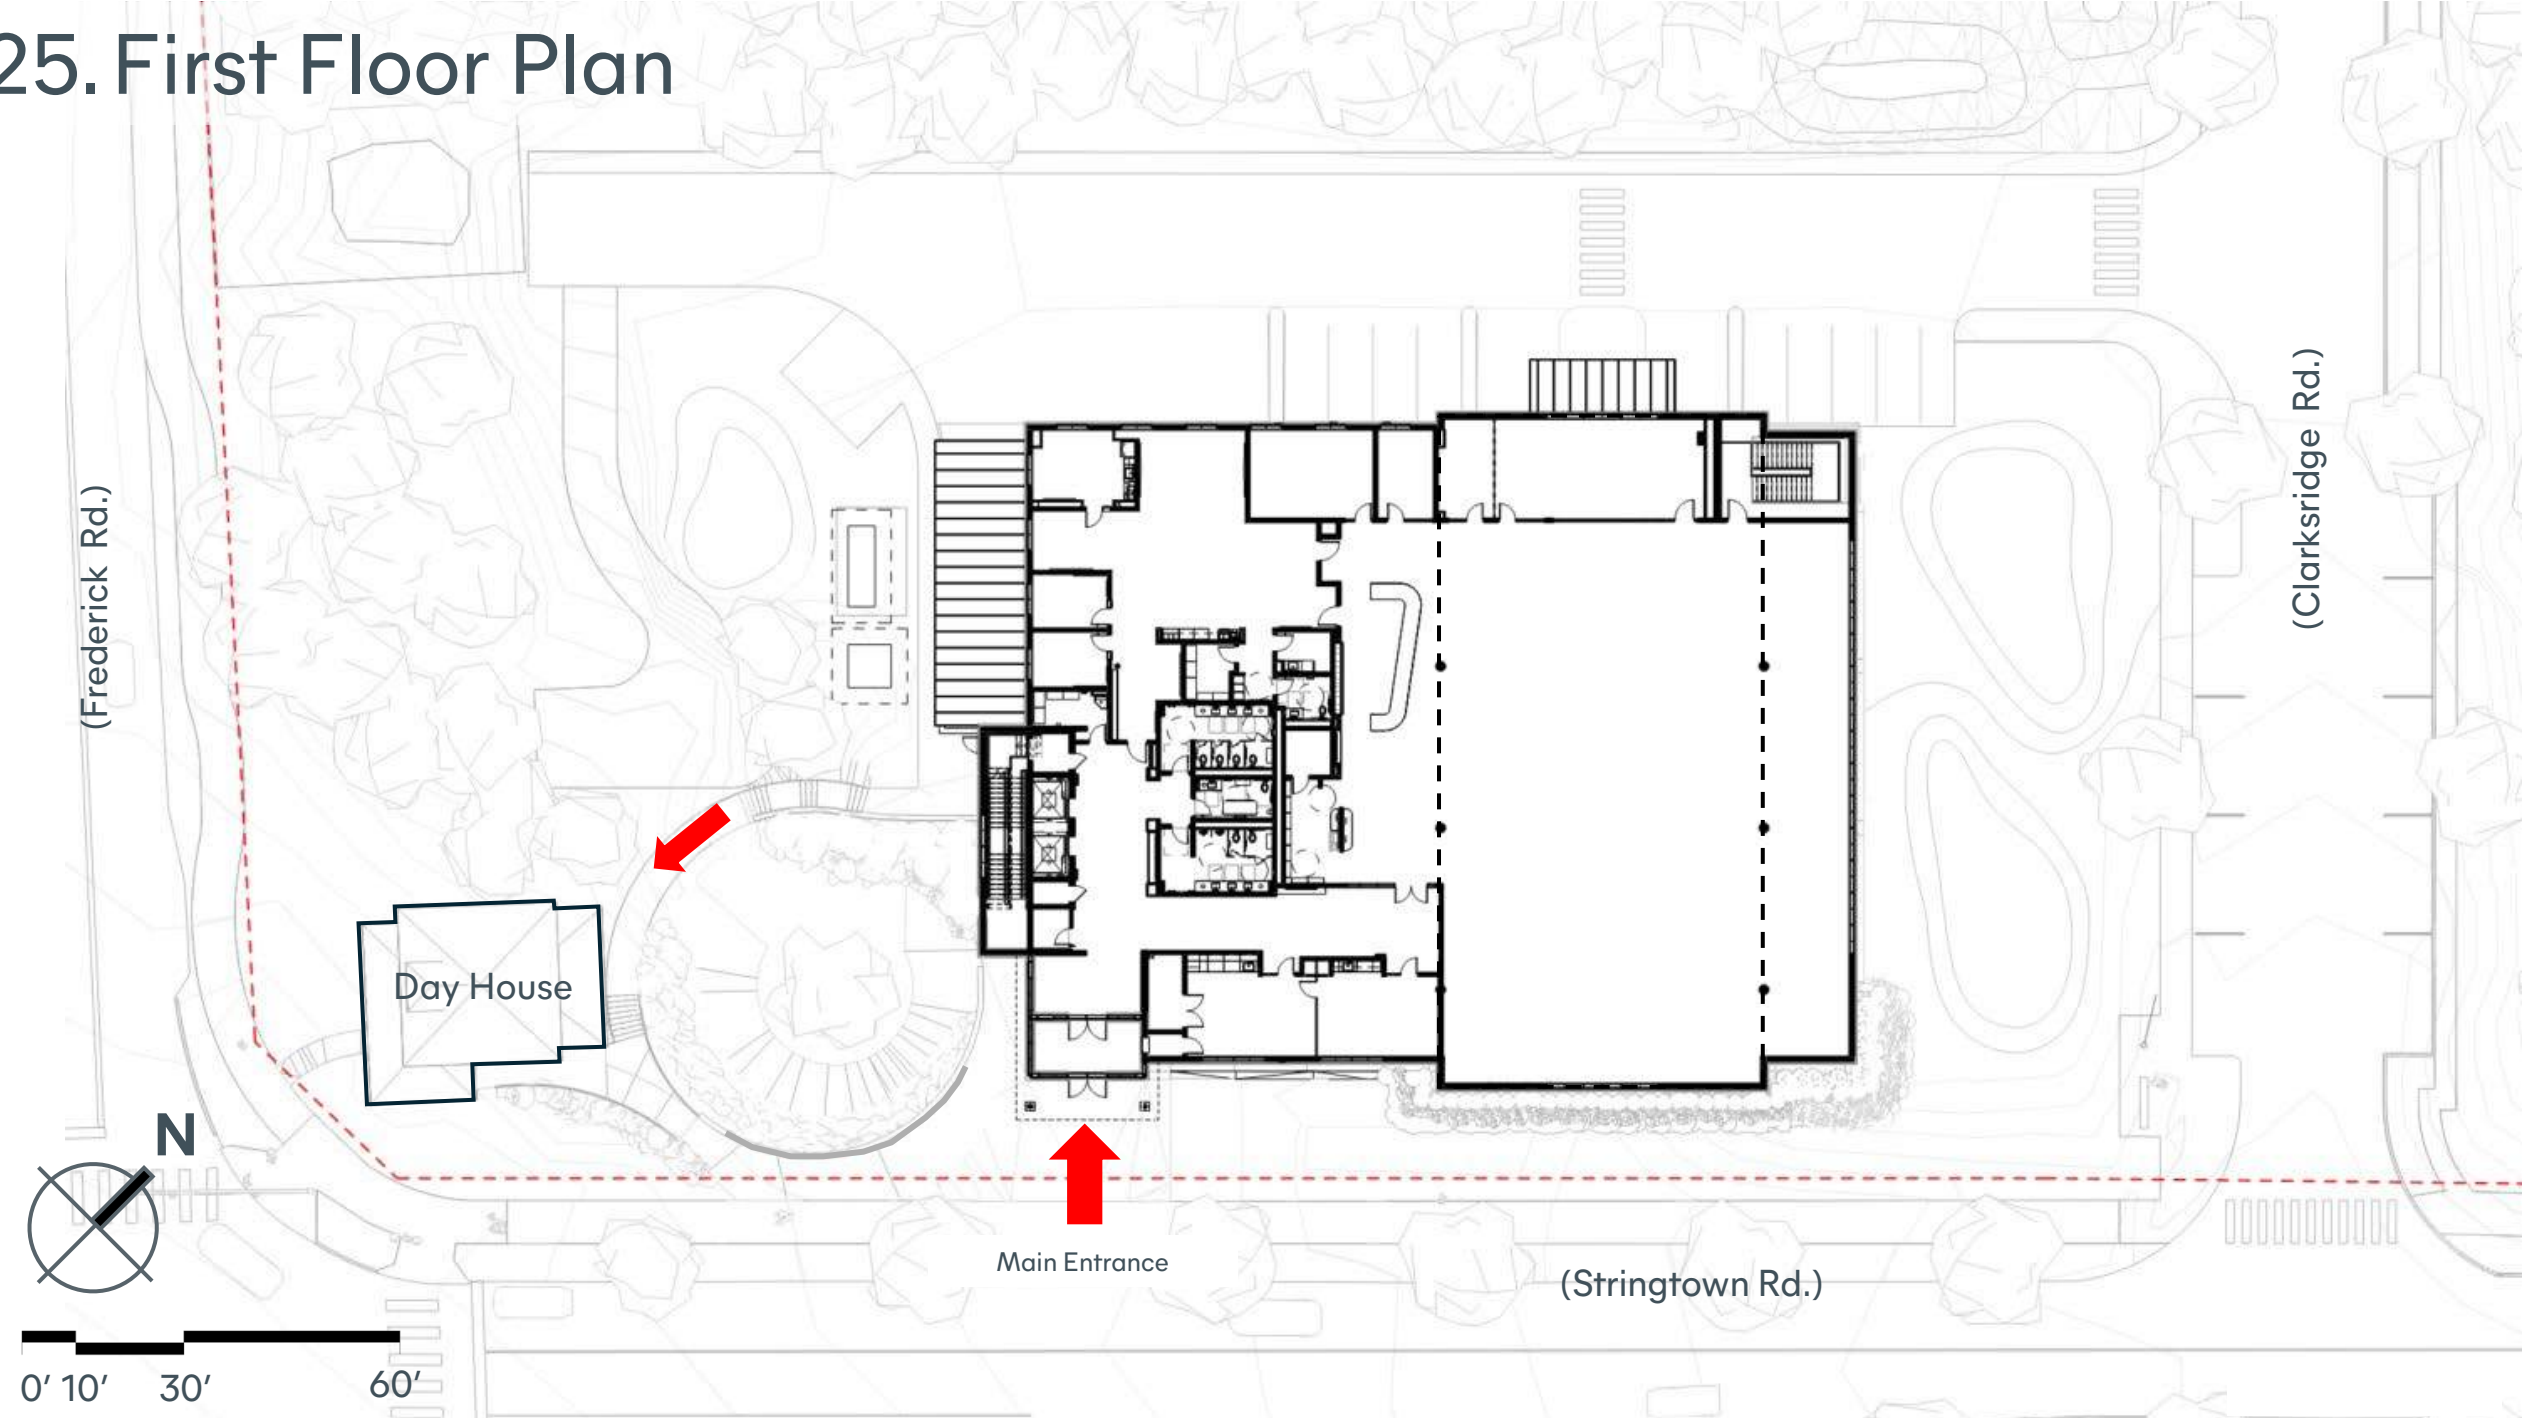 25. First Floor Plan
(Frederick Rd.)
(Clarksridge Rd.)
Day House
N
Main Entrance
(Stringtown Rd.)
0' 10' 30' 60'